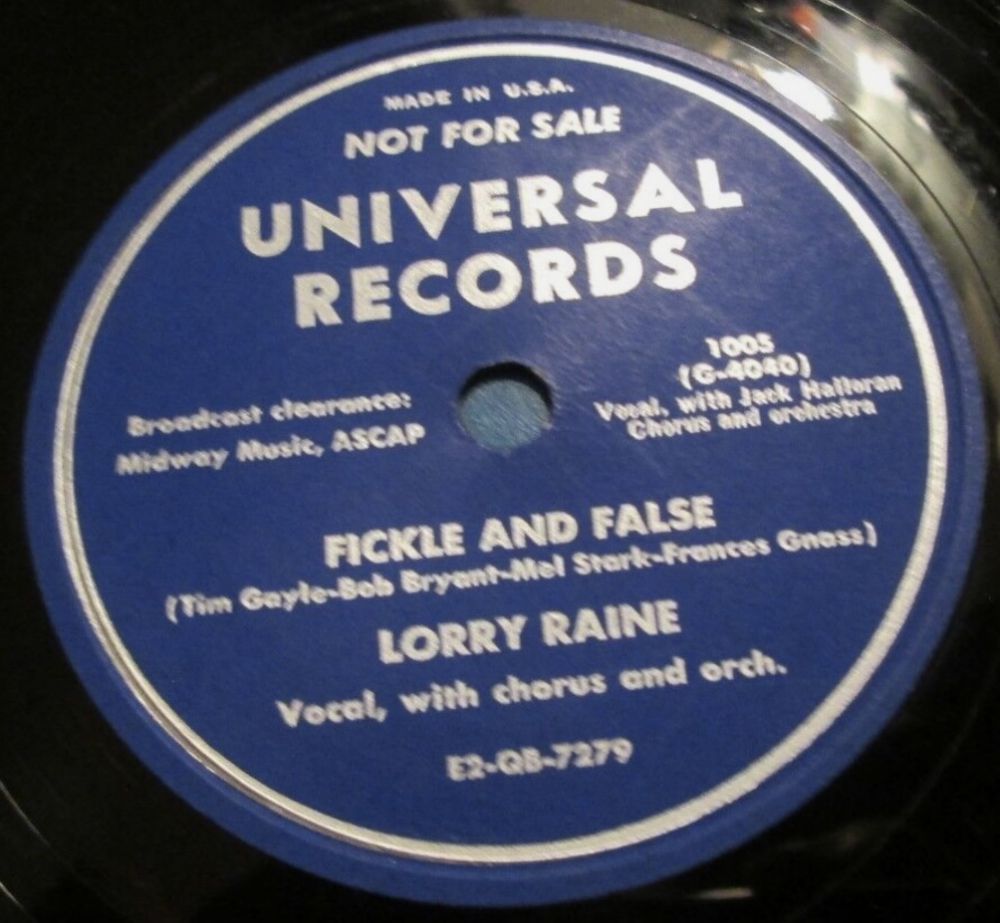 MADE IN U.S.A.
NOT FOR SALE
UNIVERSAL
RECORDS
1005
(G-4040)
Vocal, with Jack Halloran
Chorus and orchestra
Broadcast clearance:
Midway Music, ASCAP
FICKLE AND FALSE
(Tim Gayle-Bob Bryant-Mel Stark-Frances Gnass)
LORRY RAINE
Vocal, with chorus and orch.
E2-QB-7279